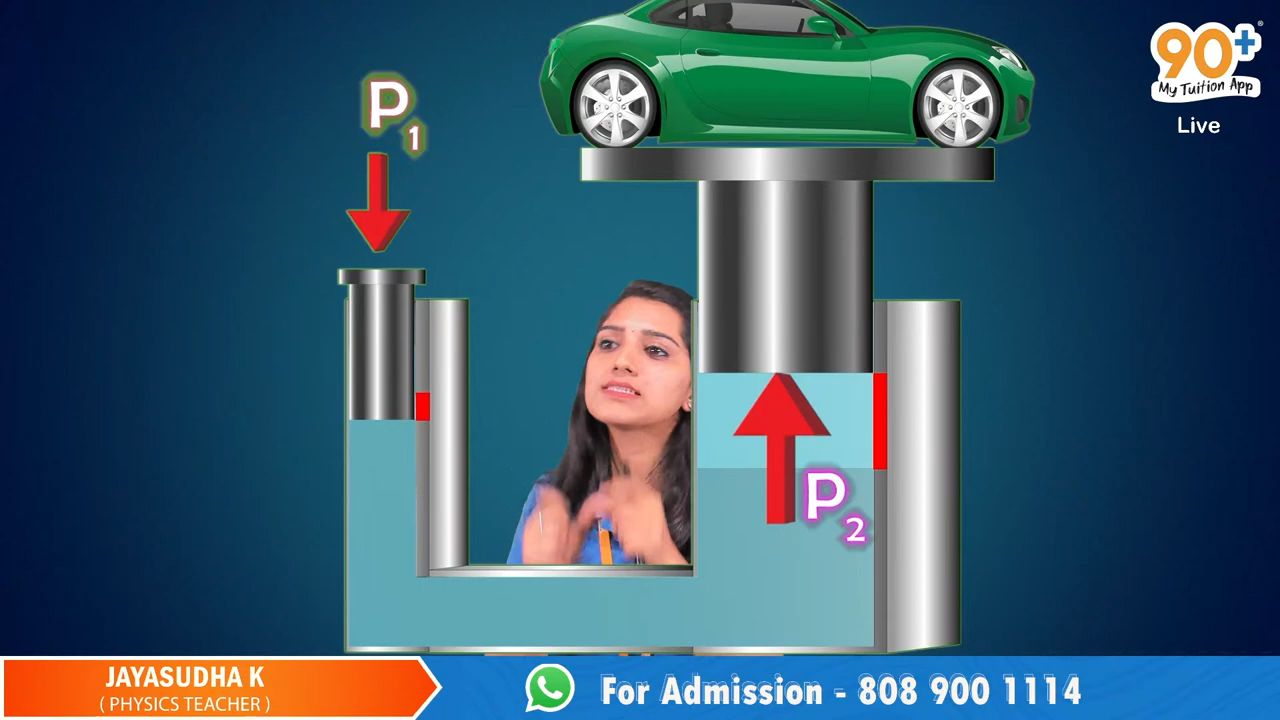 90+
My Tuition App
Live
P1
P2
JAYASUDHA K
( PHYSICS TEACHER )
For Admission - 808 900 1114